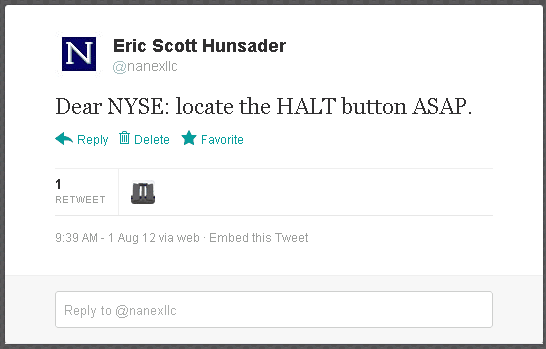 N
Eric Scott Hunsader
@nanexllc
Dear NYSE: locate the HALT button ASAP.
Reply Delete Favorite
1
RETWEET
9:39 AM - 1 Aug 12 via web · Embed this Tweet
Reply to @nanexllc